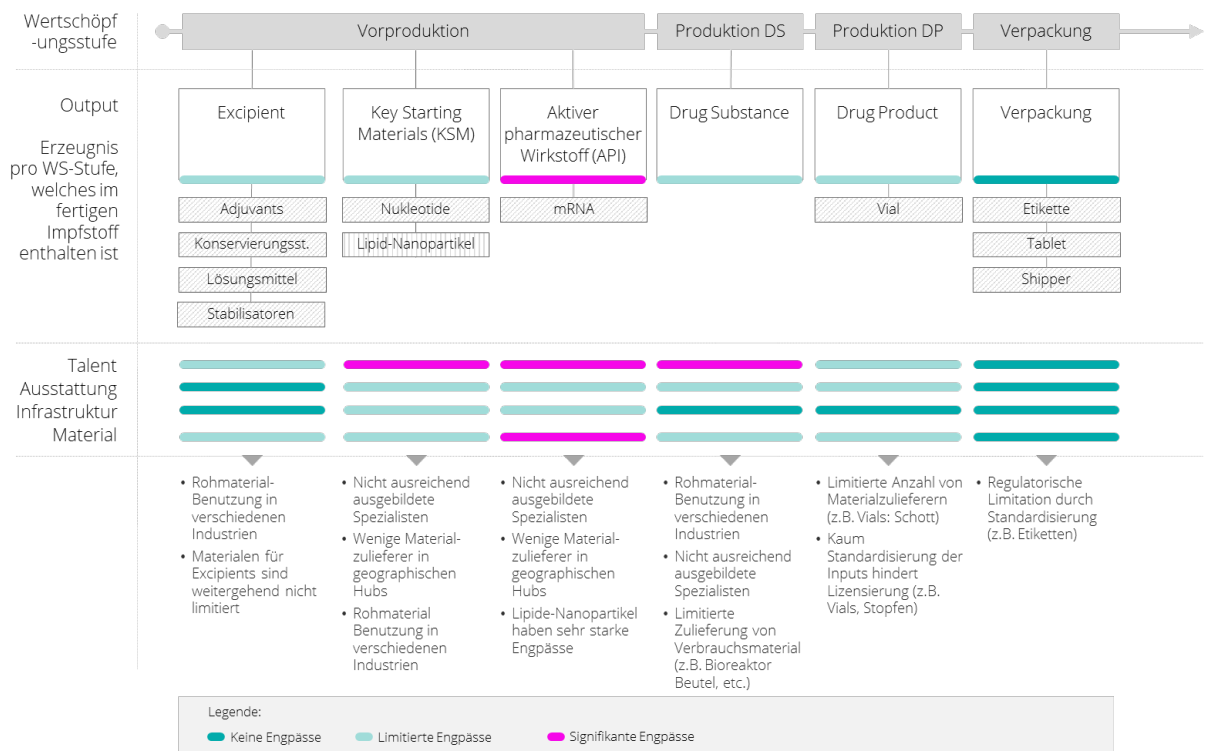 Wertschöpf
-ungsstufe
Vorproduktion
Produktion DS
Produktion DP
Verpackung
Output
Erzeugnis
pro WS-Stufe,
welches im
fertigen
Impfstoff
enthalten ist
Excipient
Key Starting
Materials (KSM)
Aktiver
pharmazeutischer
Wirkstoff (API)
Drug Substance
Drug Product
Verpackung
Adjuvants
Konservierungsst.
Lösungsmittel
Stabilisatoren
Nukleotide
Lipid-Nanopartikel
mRNA
Vial
Etikette
Tablet
Shipper
Talent
Ausstattung
Infrastruktur
Material
• Rohmaterial-
Benutzung in
verschiedenen
Industrien
• Materialen für
Excipients sind
weitergehend nicht
limitiert
• Nicht ausreichend
ausgebildete
Spezialisten
• Wenige Material-
zulieferer in
geographischen
Hubs
• Rohmaterial
Benutzung in
verschiedenen
Industrien
• Nicht ausreichend
ausgebildete
Spezialisten
• Wenige Material-
zulieferer in
geographischen
Hubs
• Lipide-Nanopartikel
haben sehr starke
Engpässe
• Rohmaterial-
Benutzung in
verschiedenen
Industrien
• Nicht ausreichend
ausgebildete
Spezialisten
• Limitierte
Zulieferung von
Verbrauchsmaterial
(z.B. Bioreaktor
Beutel, etc.)
• Limitierte Anzahl von
Materialzulieferern
(z.B. Vials: Schott)
• Kaum
Standardisierung der
Inputs hindert
Lizensierung (z.B.
Vials, Stopfen)
• Regulatorische
Limitation durch
Standardisierung
(z.B. Etiketten)
Legende:
Keine Engpässe
Limitierte Engpässe
Signifikante Engpässe